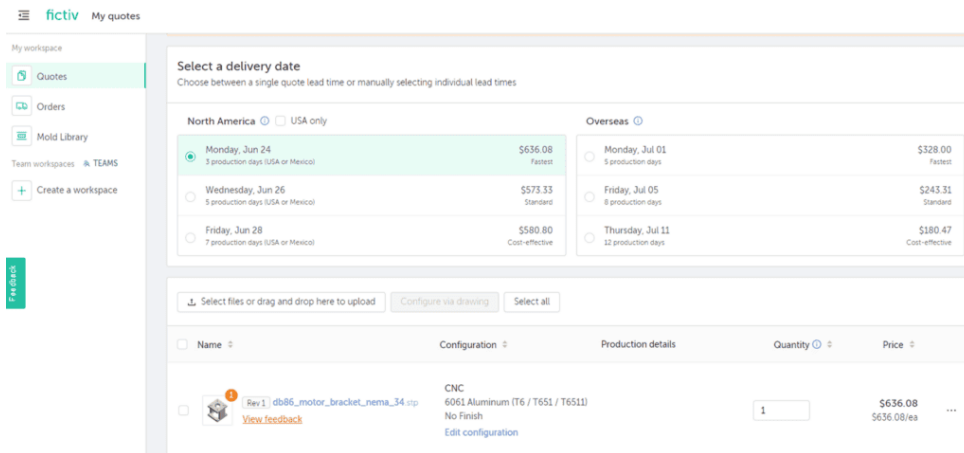 fictiv My quotes
My workspace
Quotes
Orders
Mold Library
Team workspaces TEAMS
Create a workspace
Feedback
Select a delivery date
Choose between a single quote lead time or manually selecting individual lead times
North America USA only
Monday, Jun 24 $636.08
3 production days (USA or Mexico) Fastest
Wednesday, Jun 26 $573.33
5 production days (USA or Mexico) Standard
Friday, Jun 28 $580.80
7 production days (USA or Mexico) Cost-effective
Overseas
Monday, Jul 01 $328.00
5 production days Fastest
Friday, Jul 05 $243.31
8 production days Standard
Thursday, Jul 11 $180.47
12 production days Cost-effective
Select files or drag and drop here to upload Configure via drawing Select all
Name Configuration Production details Quantity Price
1
Rev 1 db86_motor_bracket_nema_34.stp
View feedback
CNC
6061 Aluminum (T6 / T651 / T6511)
No Finish
Edit configuration
1
$636.08
$636.08/ea